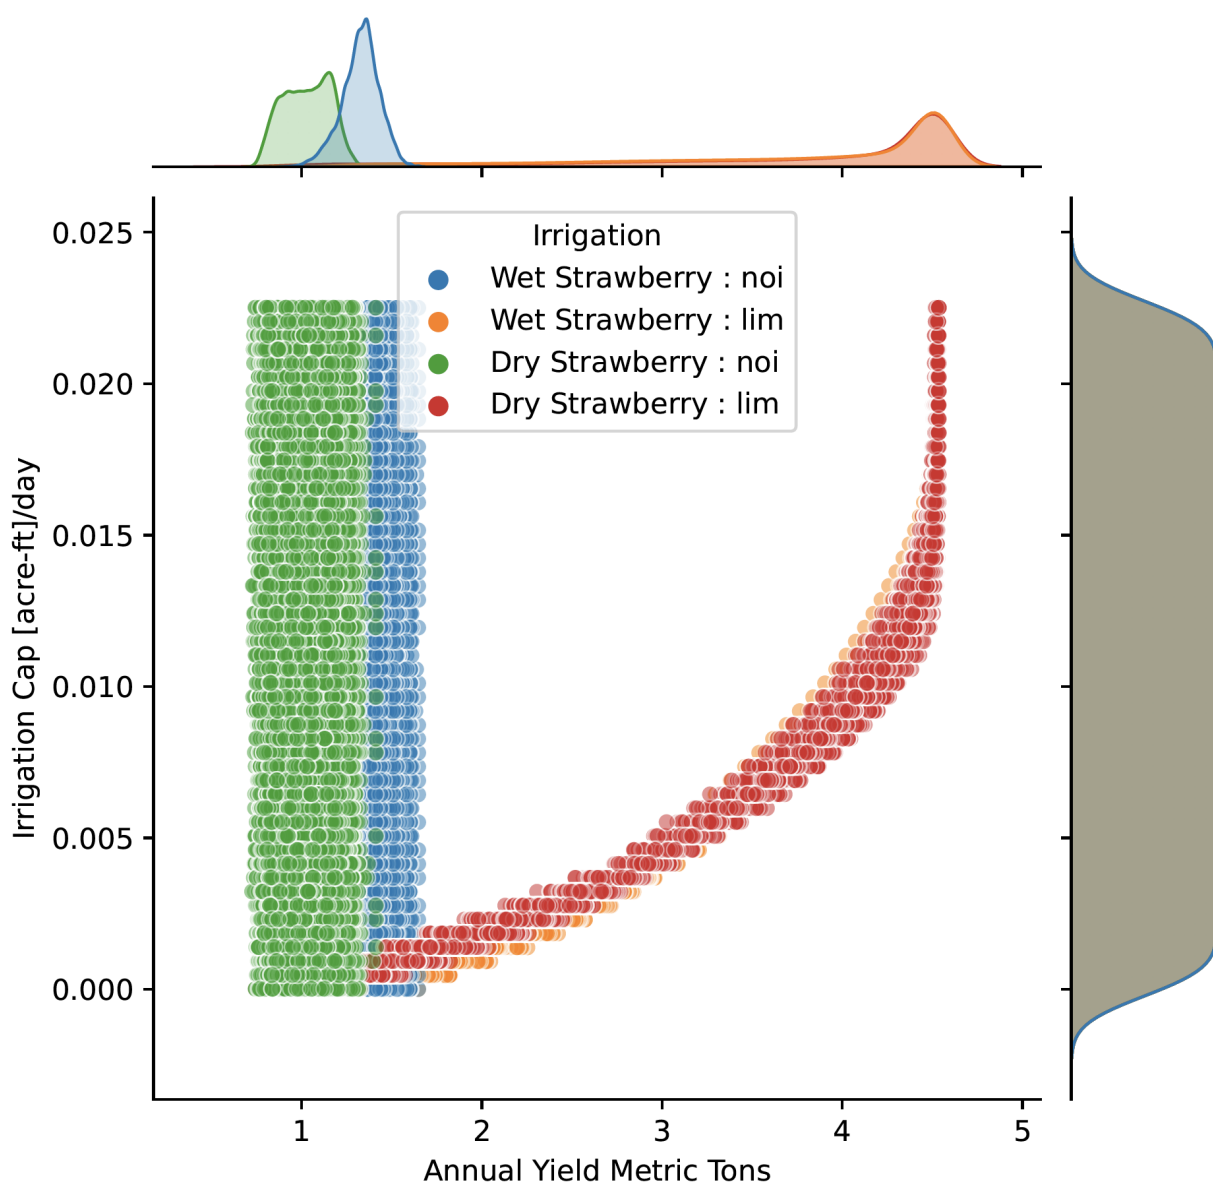 Irrigation
Wet Strawberry : noi
Wet Strawberry : lim
Dry Strawberry : noi
Dry Strawberry : lim
0.025
0.020
0.015
0.010
0.005
0.000
Irrigation Cap [acre-ft]/day
1 2 3 4 5
Annual Yield Metric Tons